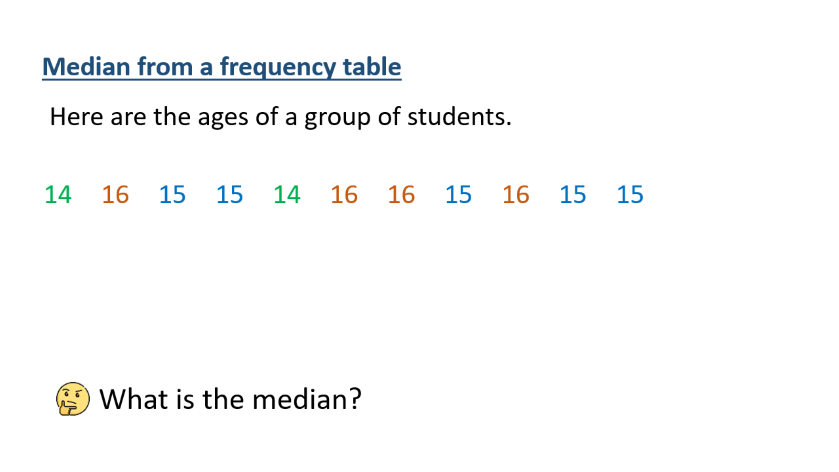 Median from a frequency table
Here are the ages of a group of students.
14 16 15 15 14 16 16 15 16 15 15
What is the median?